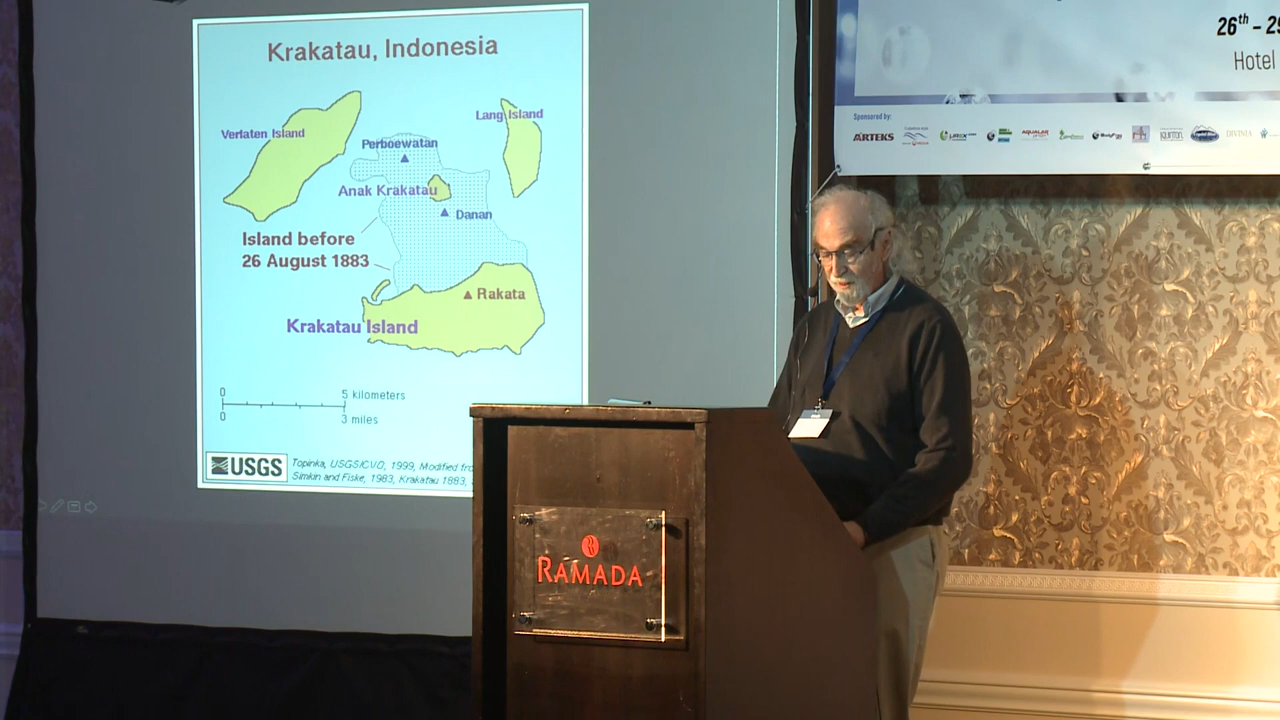 Krakatau, Indonesia
Verlaten Island
Lang Island
Perboewatan
Anak Krakatau
Danan
Island before
26 August 1883
Rakata
Krakatau Island
0
5 kilometers
0
3 miles
USGS
Topinka, USGS/CVO, 1999, Modified
Simkin and Fiske, 1983, Krakatau 1883,
RAMADA
26th –
Hotel
Sponsored by:
ARTEKS
DIVINIA